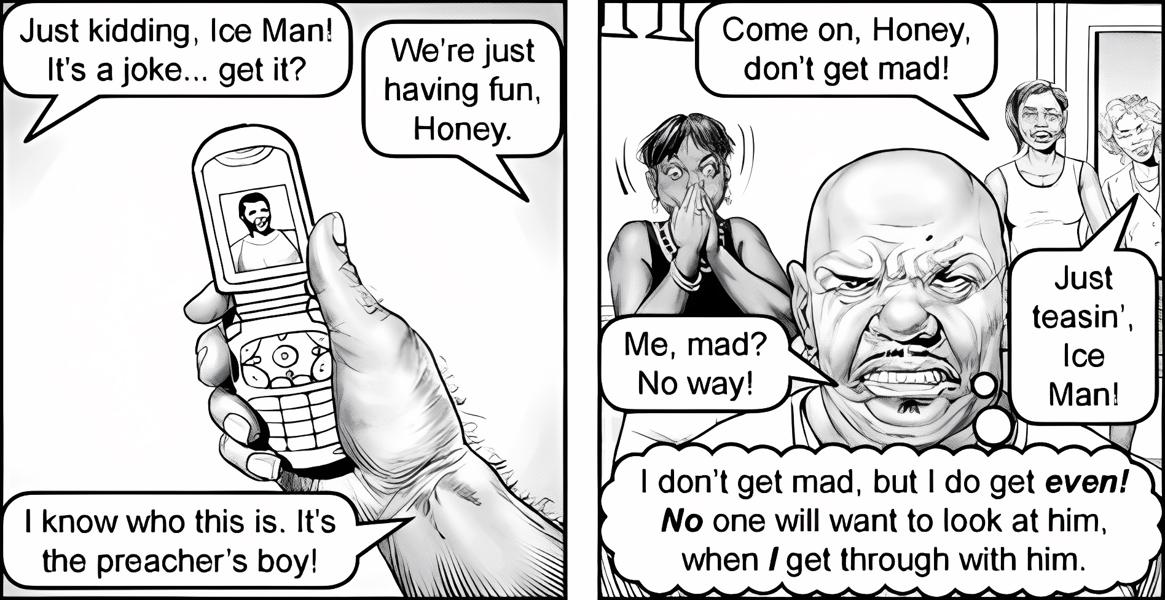 Just kidding, Ice Man!
It's a joke... get it?
We're just
having fun,
Honey.
I know who this is. It's
the preacher's boy!
Come on, Honey,
don't get mad!
Me, mad?
No way!
Just
teasin',
Ice
Man!
I don't get mad, but I do get even!
No one will want to look at him,
when I get through with him.